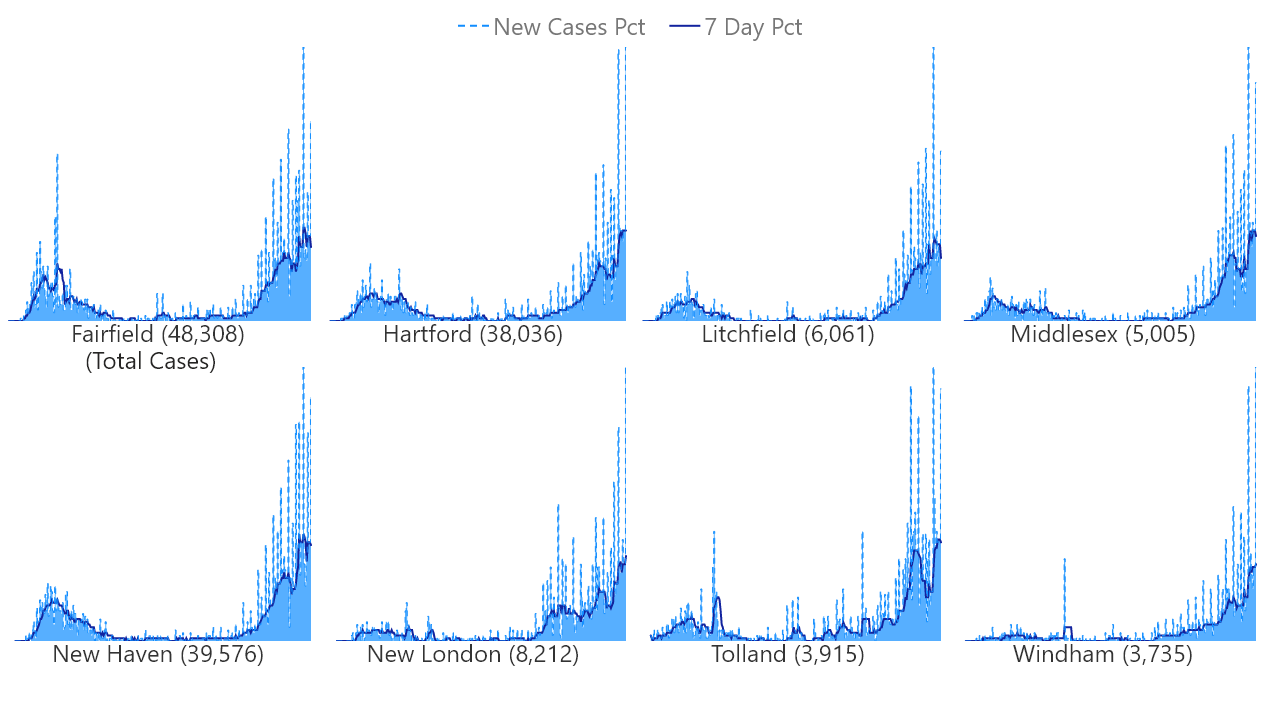 New Cases Pct 7 Day Pct
Fairfield (48,308)
(Total Cases)
Hartford (38,036)
Litchfield (6,061)
Middlesex (5,005)
New Haven (39,576)
New London (8,212)
Tolland (3,915)
Windham (3,735)